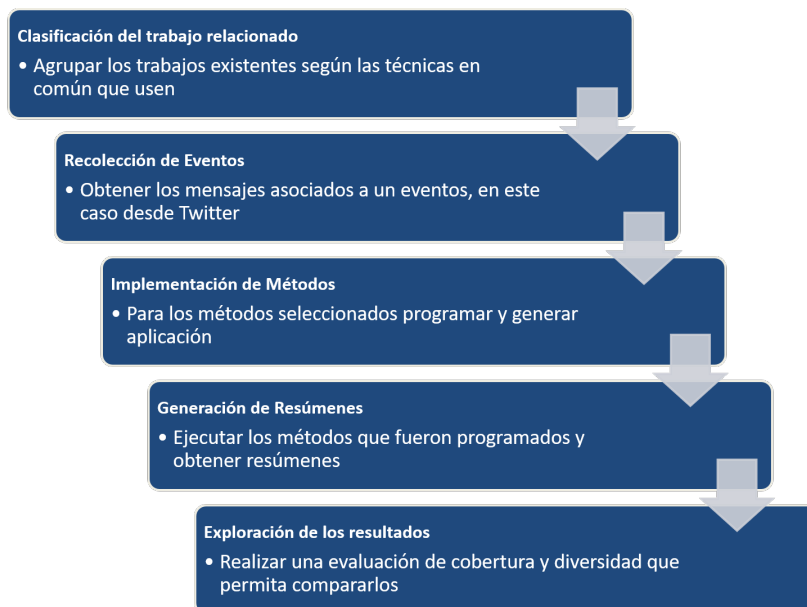 Clasificación del trabajo relacionado
• Agrupar los trabajos existentes según las técnicas en
común que usen
Recolección de Eventos
• Obtener los mensajes asociados a un eventos, en este
caso desde Twitter
Implementación de Métodos
• Para los métodos seleccionados programar y generar
aplicación
Generación de Resúmenes
• Ejecutar los métodos que fueron programados y
obtener resúmenes
Exploración de los resultados
• Realizar una evaluación de cobertura y diversidad que
permita compararlos